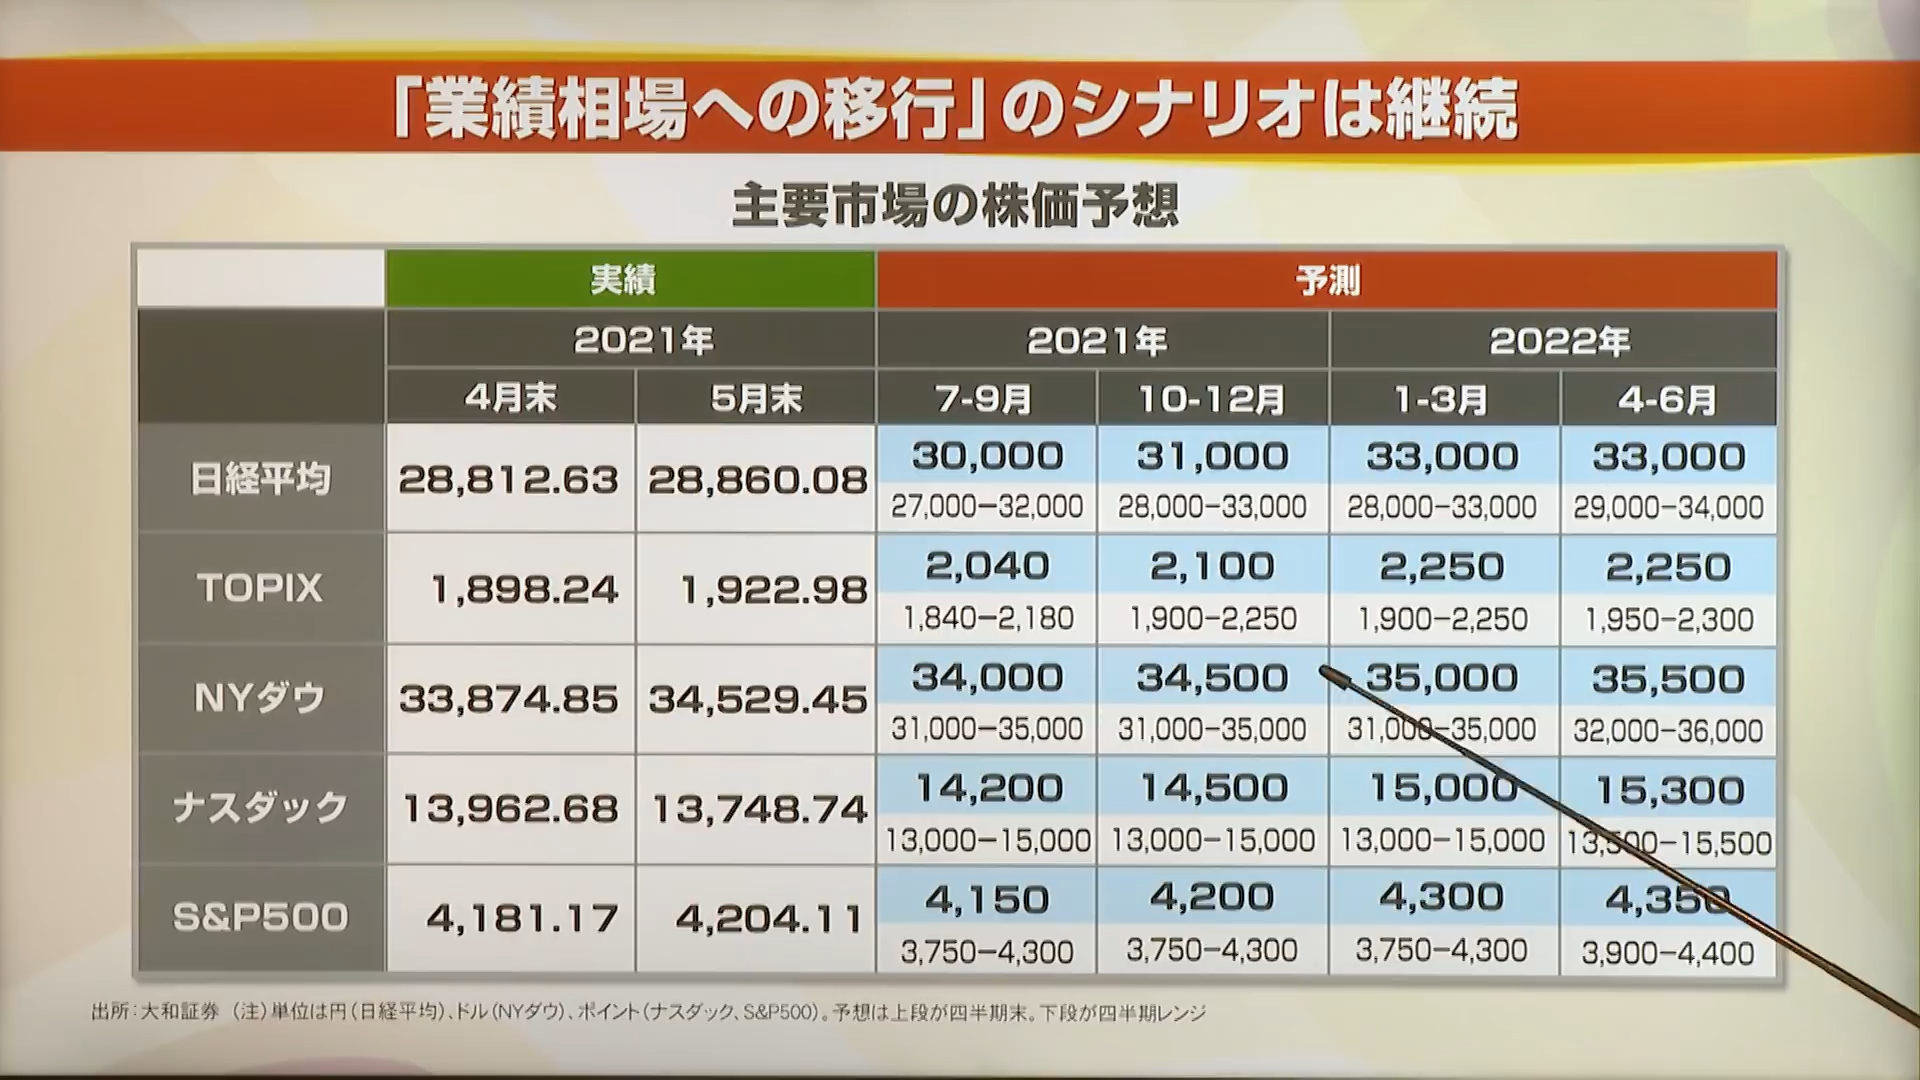 「業績相場への移行」のシナリオは継続
主要市場の株価予想
実績 予測
2021年 2021年 2022年
4月末 5月末 7-9月 10-12月 1-3月 4-6月
日経平均 28,812.63 28,860.08 30,000 31,000 33,000 33,000
27,000−32,000 28,000−33,000 28,000−33,000 29,000−34,000
TOPIX 1,898.24 1,922.98 2,040 2,100 2,250 2,250
1,840−2,180 1,900−2,250 1,900−2,250 1,950−2,300
NYダウ 33,874.85 34,529.45 34,000 34,500 35,000 35,500
31,000−35,000 31,000−35,000 31,000−35,000 32,000−36,000
ナスダック 13,962.68 13,748.74 14,200 14,500 15,000 15,300
13,000−15,000 13,000−15,000 13,000−15,000 13,500−15,500
S&P500 4,181.17 4,204.11 4,150 4,200 4,300 4,350
3,750−4,300 3,750−4,300 3,750−4,300 3,900−4,400
出所：大和証券 （注）単位は円（日経平均）、ドル（NYダウ）、ポイント（ナスダック、S&P500）。予想は上段が四半期末。下段が四半期レンジ